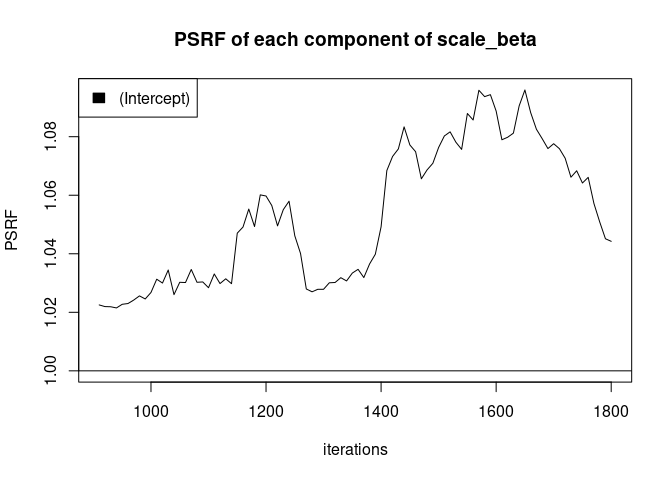 PSRF of each component of scale_beta
(Intercept)
PSRF
1.08
1.06
1.04
1.02
1.00
1000 1200 1400 1600 1800
iterations